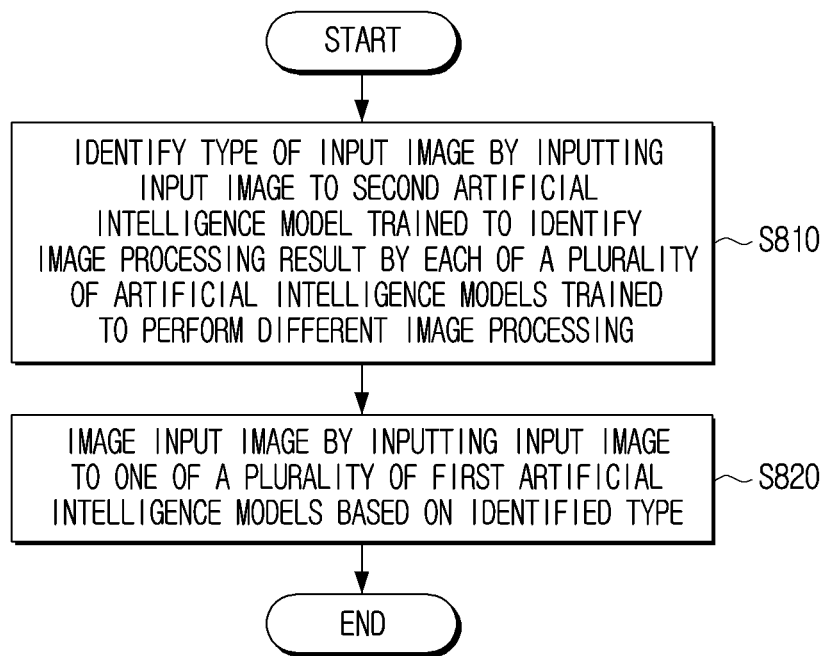 START
IDENTIFY TYPE OF INPUT IMAGE BY INPUTTING
INPUT IMAGE TO SECOND ARTIFICIAL
INTELLIGENCE MODEL TRAINED TO IDENTIFY
IMAGE PROCESSING RESULT BY EACH OF A PLURALITY
OF ARTIFICIAL INTELLIGENCE MODELS TRAINED
TO PERFORM DIFFERENT IMAGE PROCESSING
S810
IMAGE INPUT IMAGE BY INPUTTING INPUT IMAGE
TO ONE OF A PLURALITY OF FIRST ARTIFICIAL
INTELLIGENCE MODELS BASED ON IDENTIFIED TYPE
S820
END